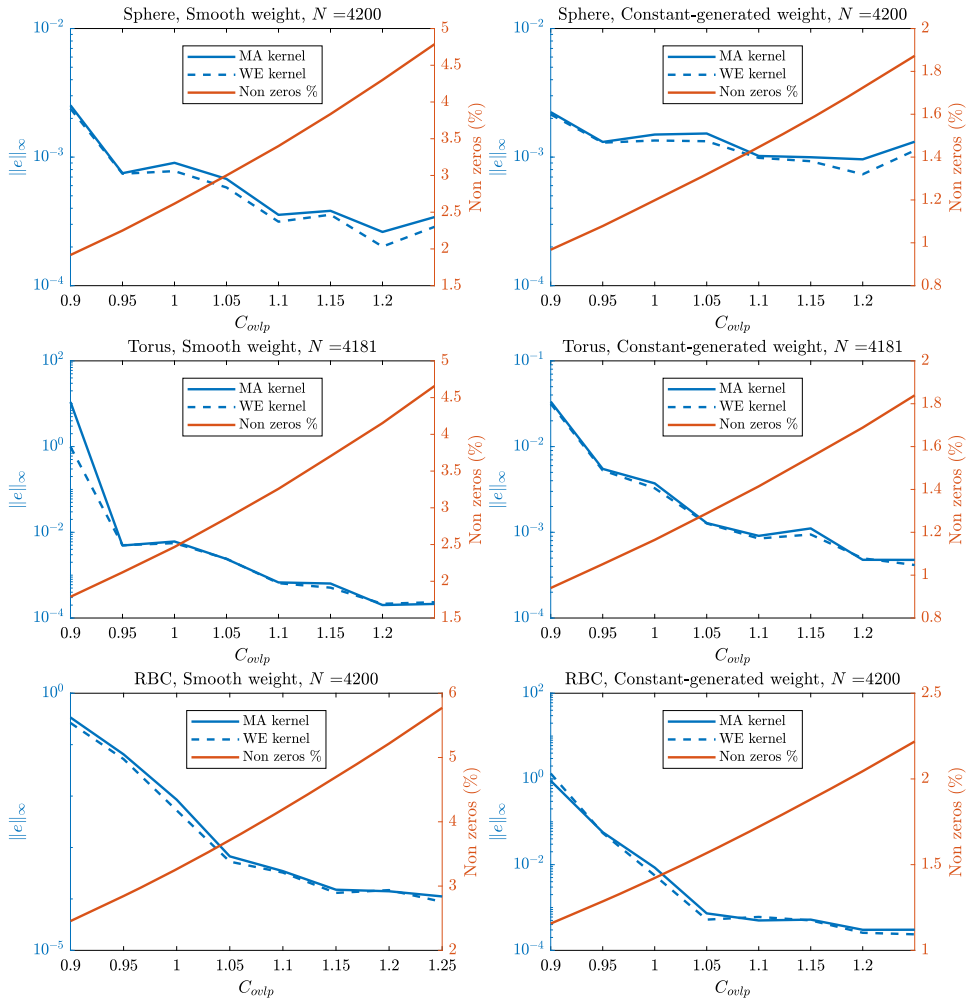 Sphere, Smooth weight, N =4200
10^-2
10^-3
10^-4
‖e‖∞
MA kernel
WE kernel
Non zeros %
5
4.5
4
3.5
3
2.5
2
1.5
Non zeros (%)
0.9 0.95 1 1.05 1.1 1.15 1.2
C_ovlp
Sphere, Constant-generated weight, N =4200
10^-2
10^-3
10^-4
‖e‖∞
MA kernel
WE kernel
Non zeros %
2
1.8
1.6
1.4
1.2
1
0.8
Non zeros (%)
0.9 0.95 1 1.05 1.1 1.15 1.2
C_ovlp
Torus, Smooth weight, N =4181
10^2
10^0
10^-2
10^-4
‖e‖∞
MA kernel
WE kernel
Non zeros %
5
4.5
4
3.5
3
2.5
2
1.5
Non zeros (%)
0.9 0.95 1 1.05 1.1 1.15 1.2
C_ovlp
Torus, Constant-generated weight, N =4181
10^-1
10^-2
10^-3
10^-4
‖e‖∞
MA kernel
WE kernel
Non zeros %
2
1.8
1.6
1.4
1.2
1
0.8
Non zeros (%)
0.9 0.95 1 1.05 1.1 1.15 1.2
C_ovlp
RBC, Smooth weight, N =4200
10^0
10^-5
‖e‖∞
MA kernel
WE kernel
Non zeros %
6
5
4
3
2
Non zeros (%)
0.9 0.95 1 1.05 1.1 1.15 1.2 1.25
C_ovlp
RBC, Constant-generated weight, N =4200
10^2
10^0
10^-2
10^-4
‖e‖∞
MA kernel
WE kernel
Non zeros %
2.5
2
1.5
1
Non zeros (%)
0.9 0.95 1 1.05 1.1 1.15 1.2
C_ovlp